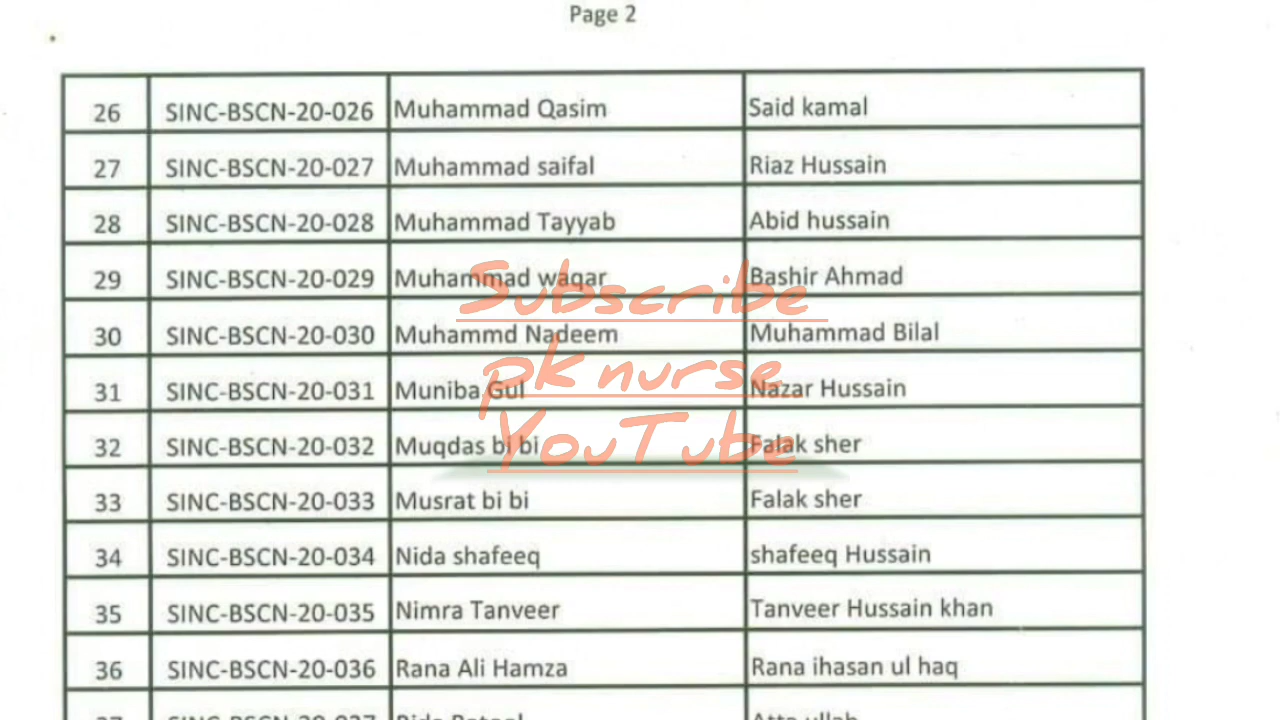 Page 2
26 SINC-BSCN-20-026 Muhammad Qasim Said kamal
27 SINC-BSCN-20-027 Muhammad saifal Riaz Hussain
28 SINC-BSCN-20-028 Muhammad Tayyab Abid hussain
29 SINC-BSCN-20-029 Muhammad waqar Bashir Ahmad
30 SINC-BSCN-20-030 Muhammd Nadeem Muhammad Bilal
31 SINC-BSCN-20-031 Muniba Gul Nazar Hussain
32 SINC-BSCN-20-032 Muqdas bi bi Falak sher
33 SINC-BSCN-20-033 Musrat bi bi Falak sher
34 SINC-BSCN-20-034 Nida shafeeq shafeeq Hussain
35 SINC-BSCN-20-035 Nimra Tanveer Tanveer Hussain khan
36 SINC-BSCN-20-036 Rana Ali Hamza Rana ihasan ul haq
37 SINC-BSCN-20-037
Subscribe
pk nurse
YouTube